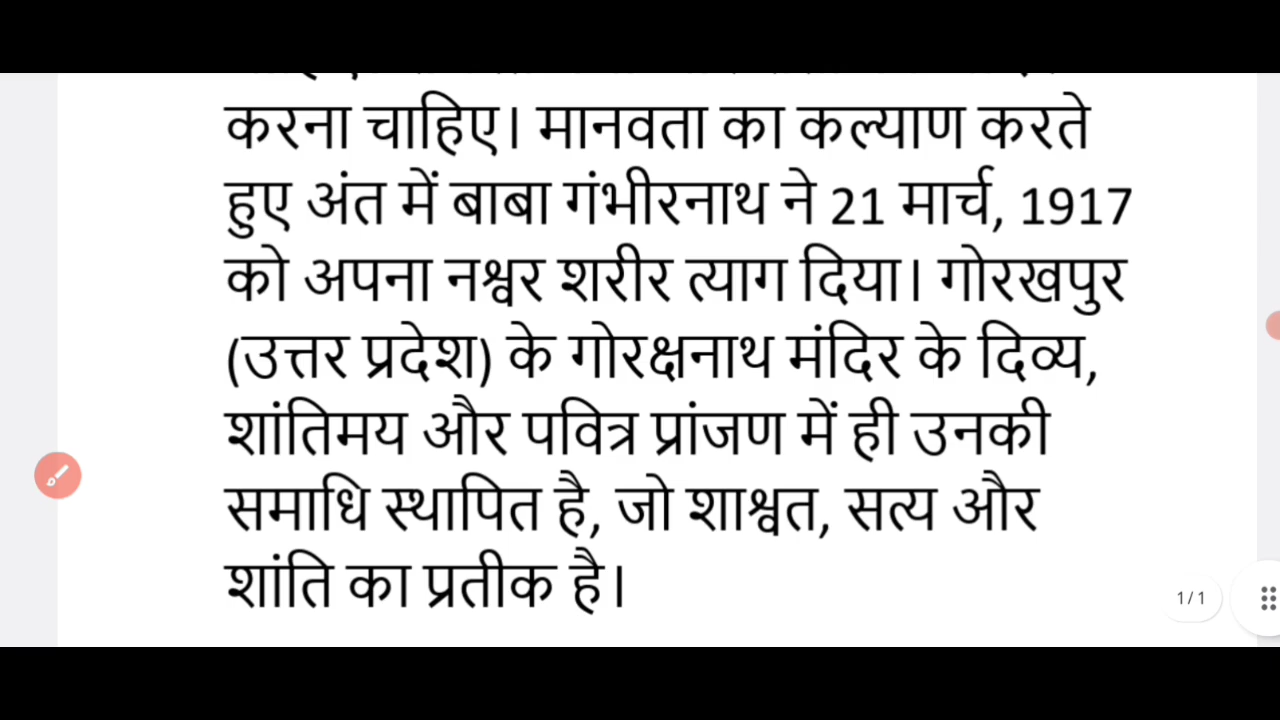 करना चाहिए। मानवता का कल्याण करते
हुए अंत में बाबा गंभीरनाथ ने 21 मार्च, 1917
को अपना नश्वर शरीर त्याग दिया। गोरखपुर
(उत्तर प्रदेश) के गोरक्षनाथ मंदिर के दिव्य,
शांतिमय और पवित्र प्रांजण में ही उनकी
समाधि स्थापित है, जो शाश्वत, सत्य और
शांति का प्रतीक है।
1/1